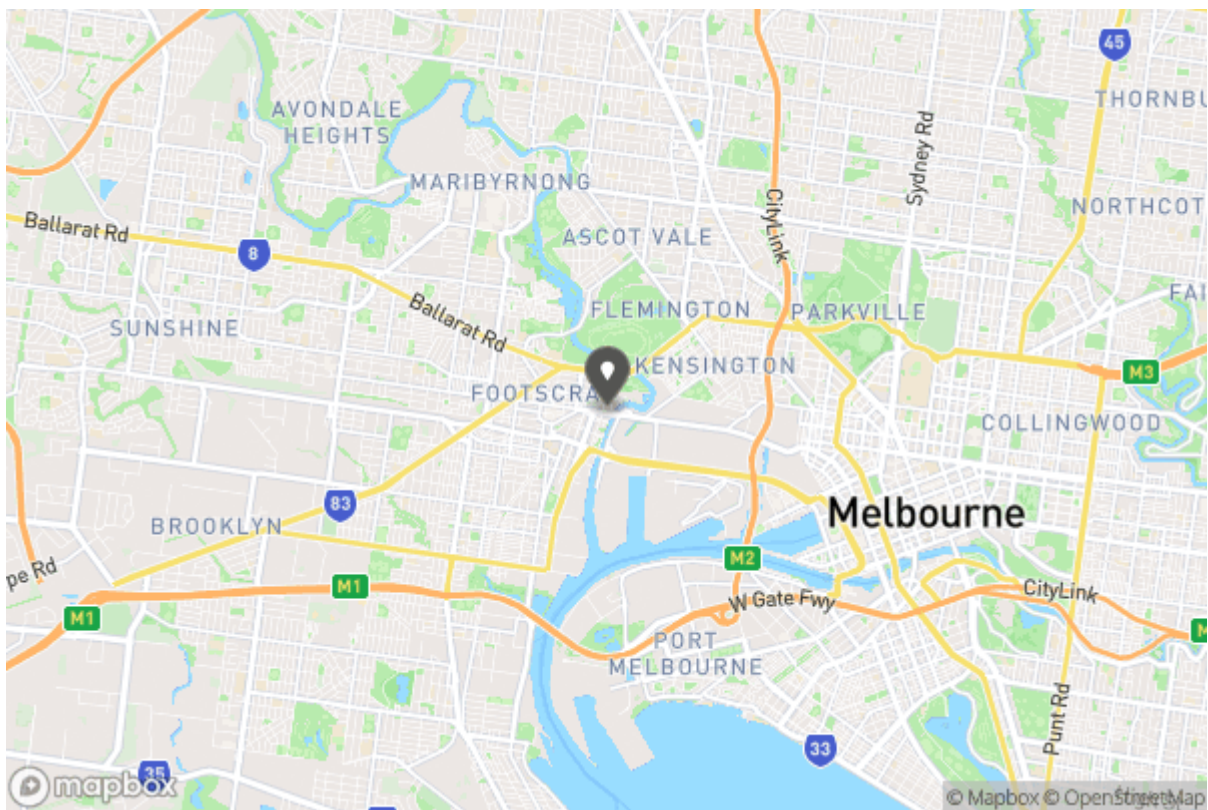 45
THORNBU
AVONDALE
HEIGHTS
Sydney Rd
MARIBYRNONG
NORTHCOT
CityLink
Ballarat Rd
8
ASCOT VALE
FAI
FLEMINGTON
PARKVILLE
SUNSHINE
Ballarat Rd
KENSINGTON
M3
FOOTSCRA
COLLINGWOOD
83
BROOKLYN
Melbourne
M2
pe Rd
M1
M1
W Gate Fwy
CityLink
M
PORT
MELBOURNE
Punt Rd
33
35
mapbox
© Mapbox © OpenStreetMap